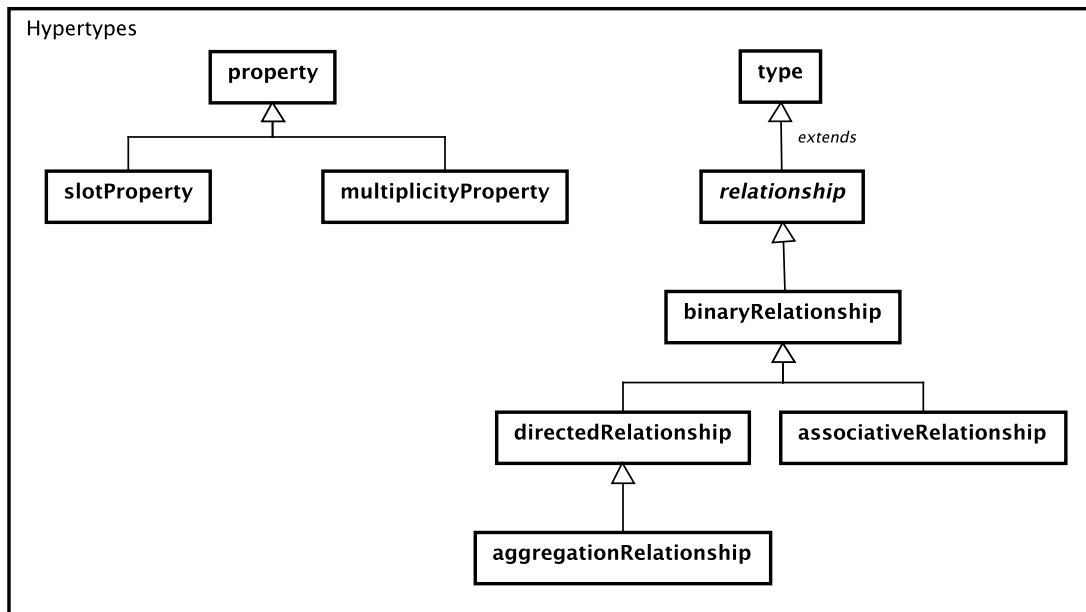 Hypertypes
property
type
extends
slotProperty
multiplicityProperty
relationship
binaryRelationship
directedRelationship
associativeRelationship
aggregationRelationship